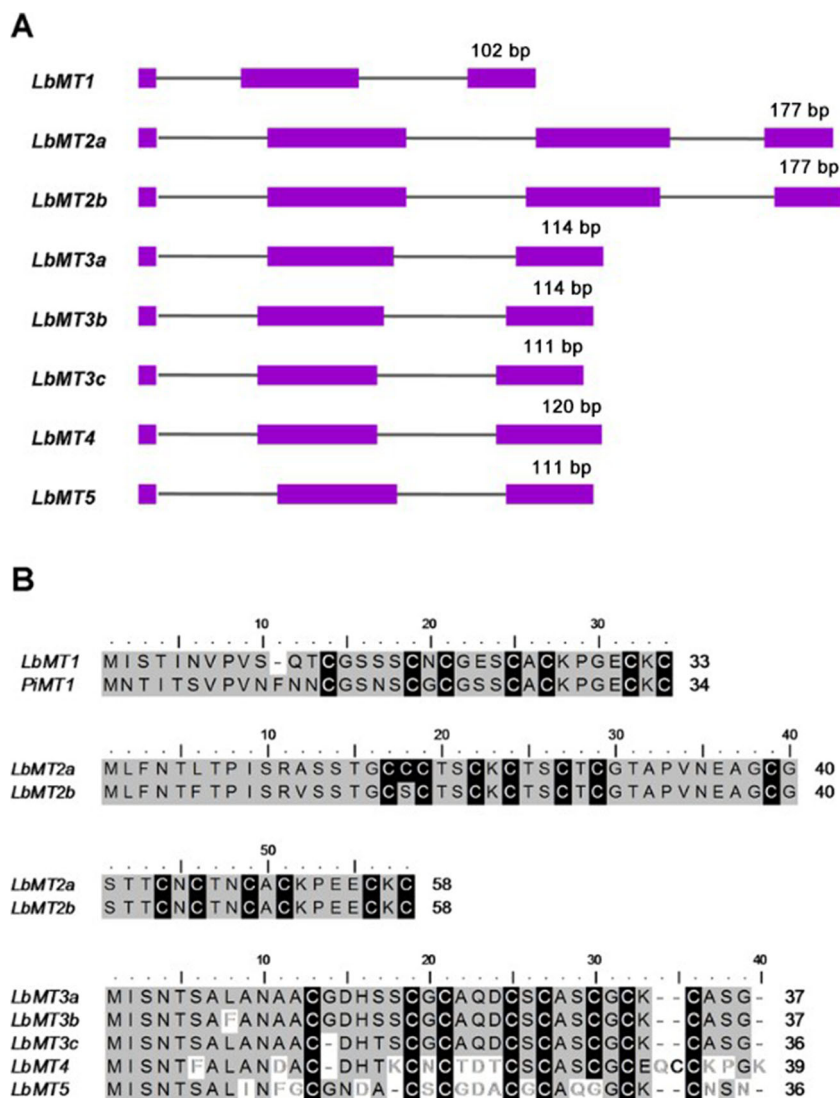 A
102 bp
LbMT1
177 bp
LbMT2a
177 bp
LbMT2b
114 bp
LbMT3a
114 bp
LbMT3b
111 bp
LbMT3c
120 bp
LbMT4
111 bp
LbMT5
B
10 20 30
LbMT1 MISTINVPVS-QTCGSSSCNCGESCACKPGECKC 33
PiMT1 MNTITSVPVNFNNCGSNSCGCGSSCACKPGECKC 34
10 20 30 40
LbMT2a MLFNTLTPISRASSTGCCCTSCKCTSCTCGTAPVNEAGCG 40
LbMT2b MLFNTFTPISRVSSTGCSCTSCKCTSCTCGTAPVNEAGCG 40
50
LbMT2a STTCNCTNCACKPEECKC 58
LbMT2b STTCNCTNCACKPEECKC 58
10 20 30 40
LbMT3a MISNTSALANAACGDHSSCGCAQDCSCASCGCK--CASG- 37
LbMT3b MISNTSAFANAACGDHSSCGCAQDCSCASCGCK--CASG- 37
LbMT3c MISNTSALANAAC-DHTSCGCAQDCSCASCGCK--CASG- 36
LbMT4 MISNTFALANDAC-DHTKCNCTDTCSCASCGCEQCCKPGK 39
LbMT5 MISNTSALINFGCGNDA-CSCGDACGCAQGGCK--CNSN- 36